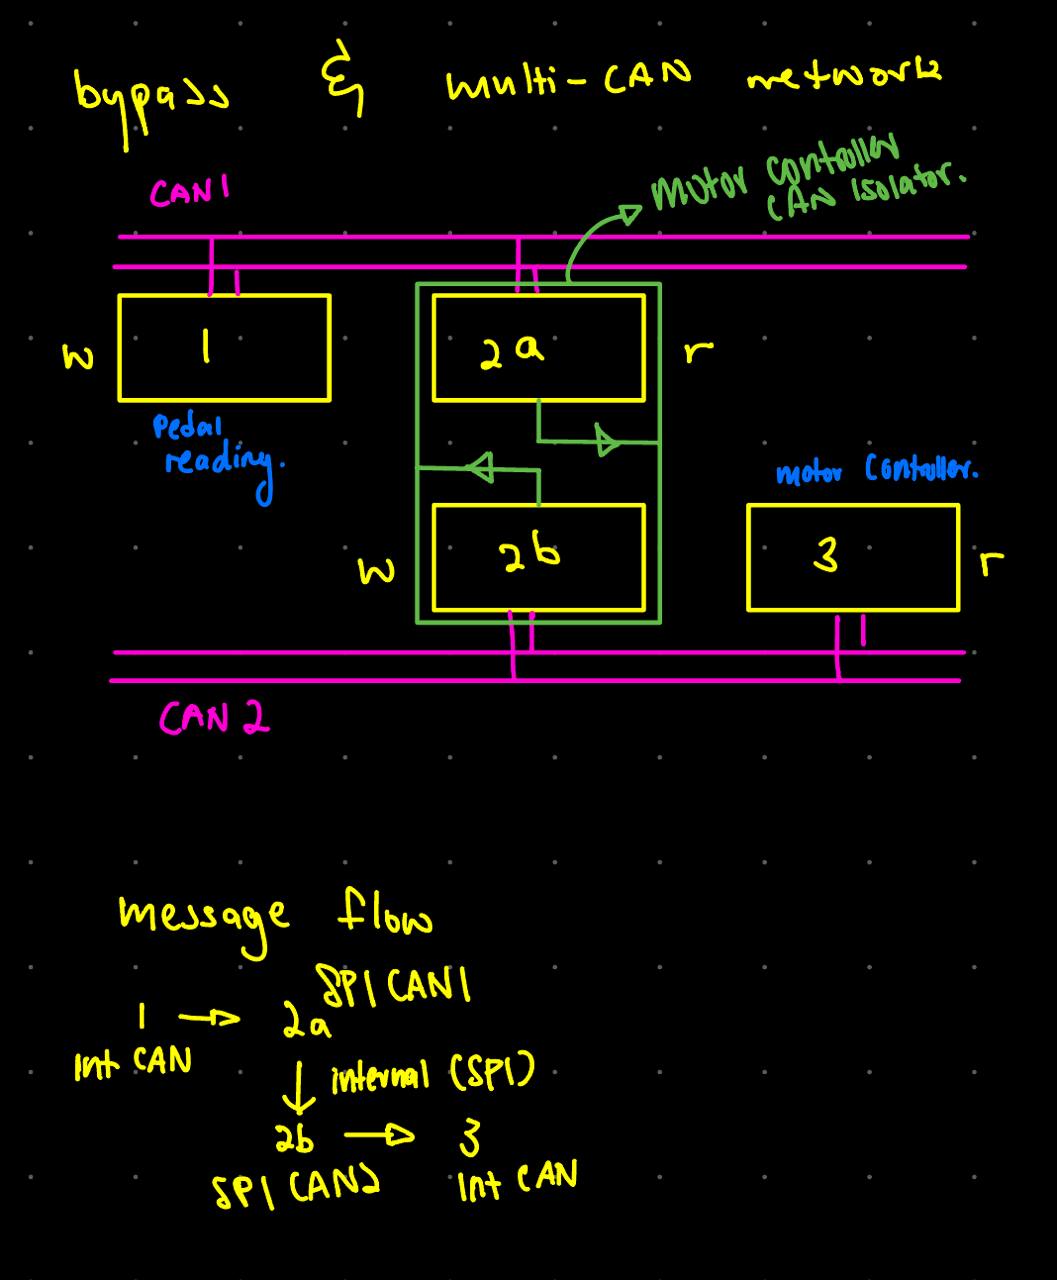 bypass & multi-CAN network
CAN1
Motor Contoller
CAN Isolator.
w
1
2a
r
Pedal
reading.
motor Contoller.
w
2b
3
r
CAN 2
message flow
1 → 2a SPI CAN1
Int CAN
↓ internal (SPI)
2b → 3
SPI CAN2
Int CAN